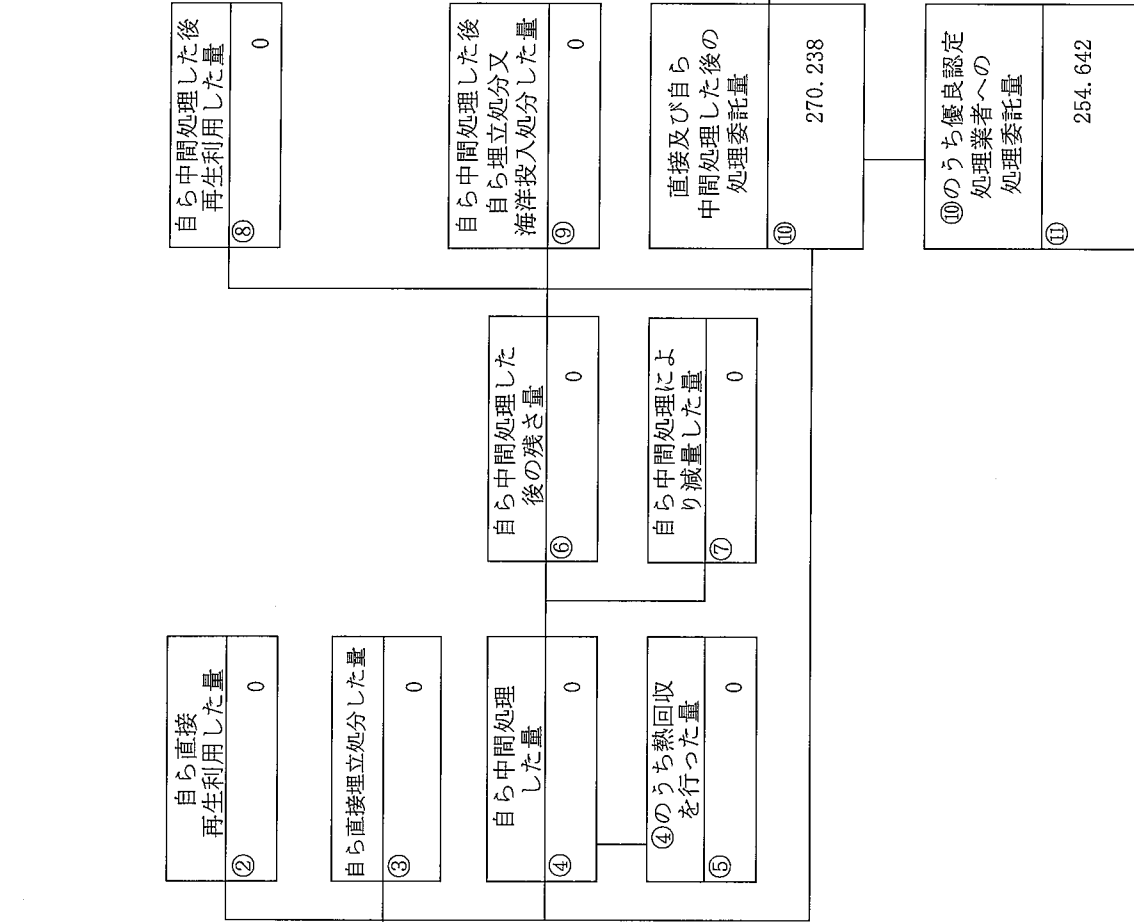 自ら直接
再生利用した量
②
0
自ら直接埋立処分した量
③
0
自ら中間処理
した量
④
0
④のうち熱回収
を行った量
⑤
0
自ら中間処理した
後の残さ量
⑥
0
自ら中間処理によ
り減量した量
⑦
0
自ら中間処理した後
再生利用した量
⑧
0
自ら中間処理した後
自ら埋立処分又
海洋投入処分した量
⑨
0
直接及び自ら
中間処理した後の
処理委託量
⑩
270.238
⑩のうち優良認定
処理業者への
処理委託量
⑪
254.642